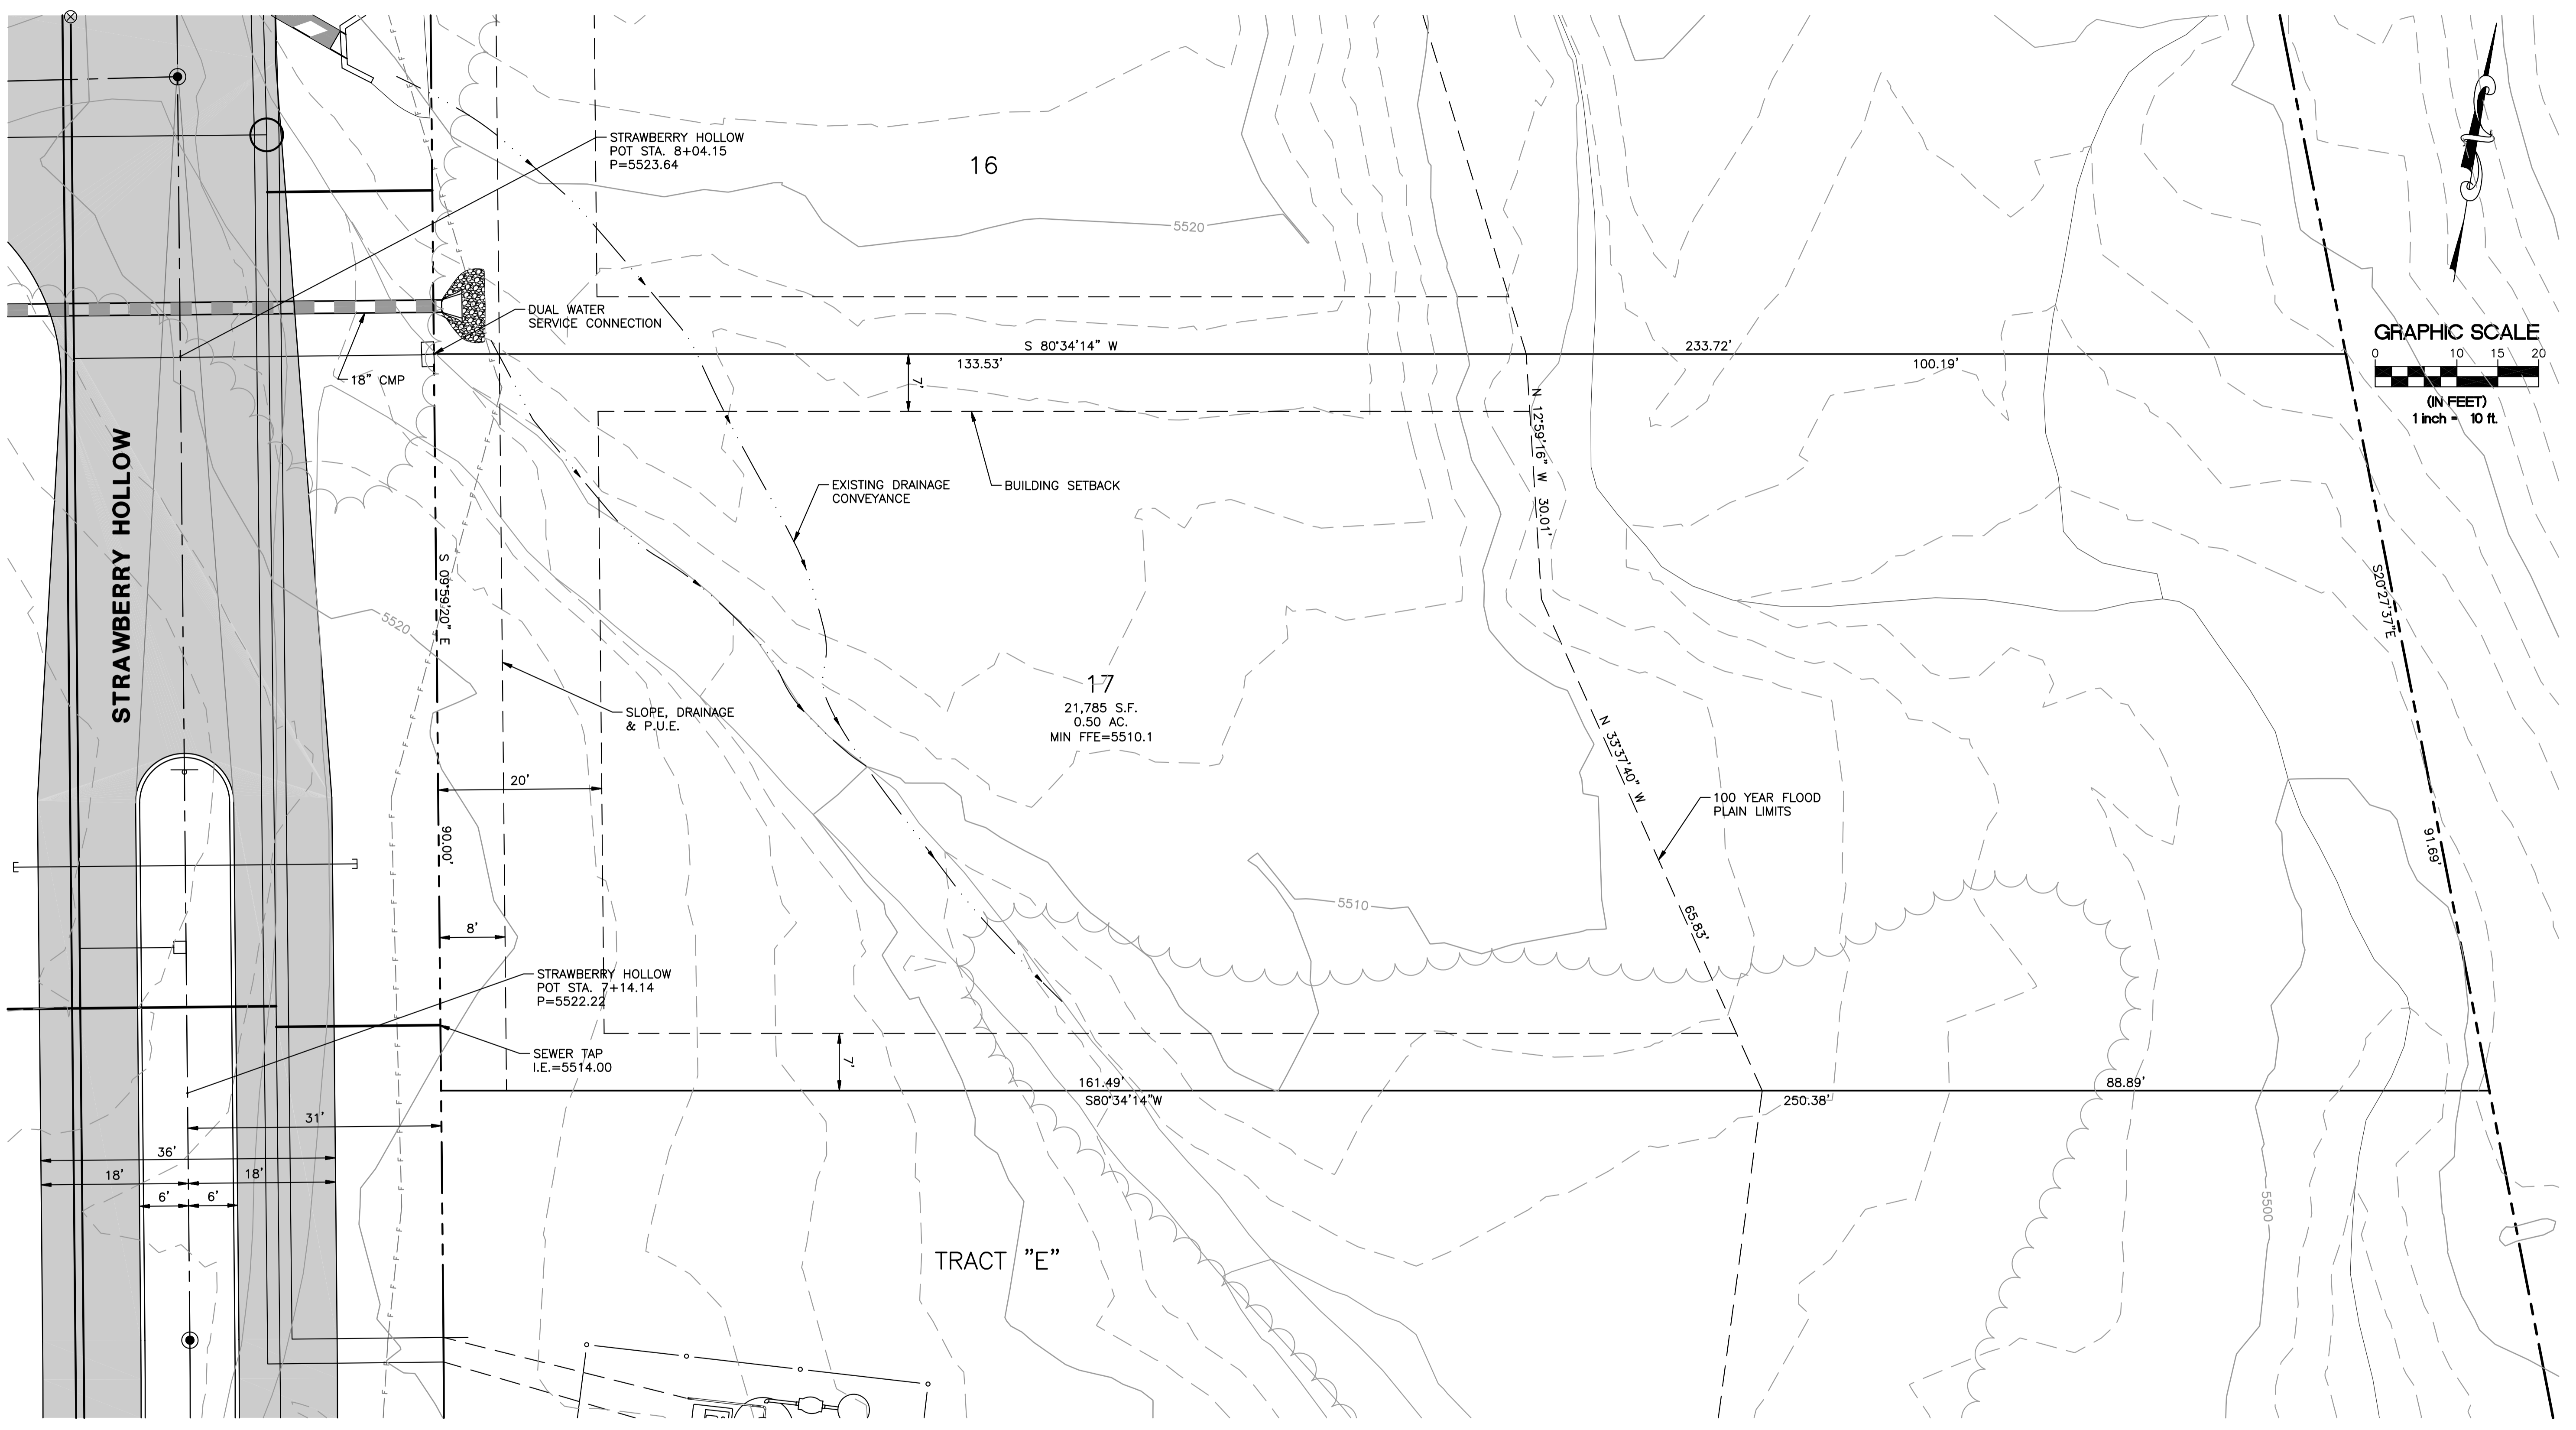 STRAWBERRY HOLLOW
POT STA. 8+04.15
P=5523.64
16
5520
DUAL WATER
SERVICE CONNECTION
18" CMP
S 80°34'14" W
133.53'
233.72'
100.19'
7'
GRAPHIC SCALE
0 10 15 20
(IN FEET)
1 inch = 10 ft.
STRAWBERRY HOLLOW
EXISTING DRAINAGE
CONVEYANCE
BUILDING SETBACK
N 12°59'16" W 30.01'
S 09°59'20" E
90.00'
5520
S20°27'37"E
91.69'
SLOPE, DRAINAGE
& P.U.E.
17
21,785 S.F.
0.50 AC.
MIN FFE=5510.1
N 33°37'40" W
65.83'
20'
100 YEAR FLOOD
PLAIN LIMITS
5510
8'
STRAWBERRY HOLLOW
POT STA. 7+14.14
P=5522.22
SEWER TAP
I.E.=5514.00
7'
161.49'
S80°34'14"W
250.38'
88.89'
31'
36'
18' 18'
6' 6'
5500
TRACT "E"
F F F F F F F F F F F F F F F F F F F F